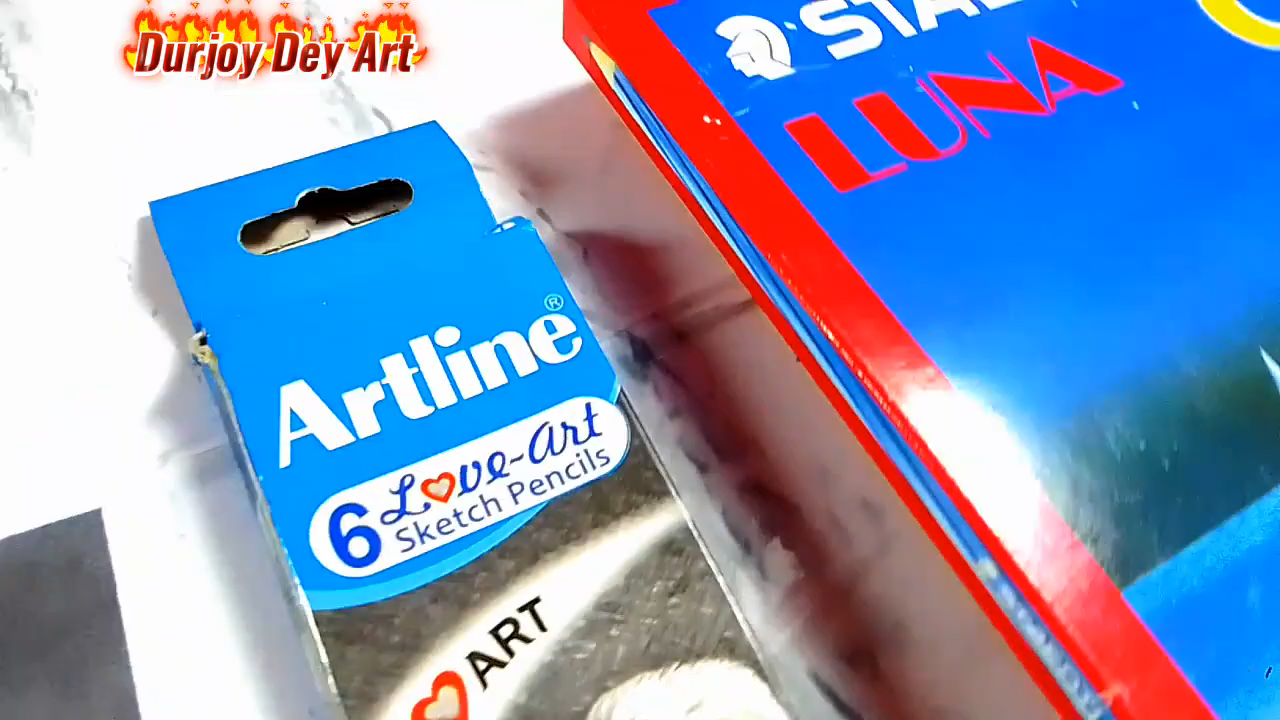 Durjoy Dey Art
Artline®
6 Love-Art
Sketch Pencils
ART
LUNA